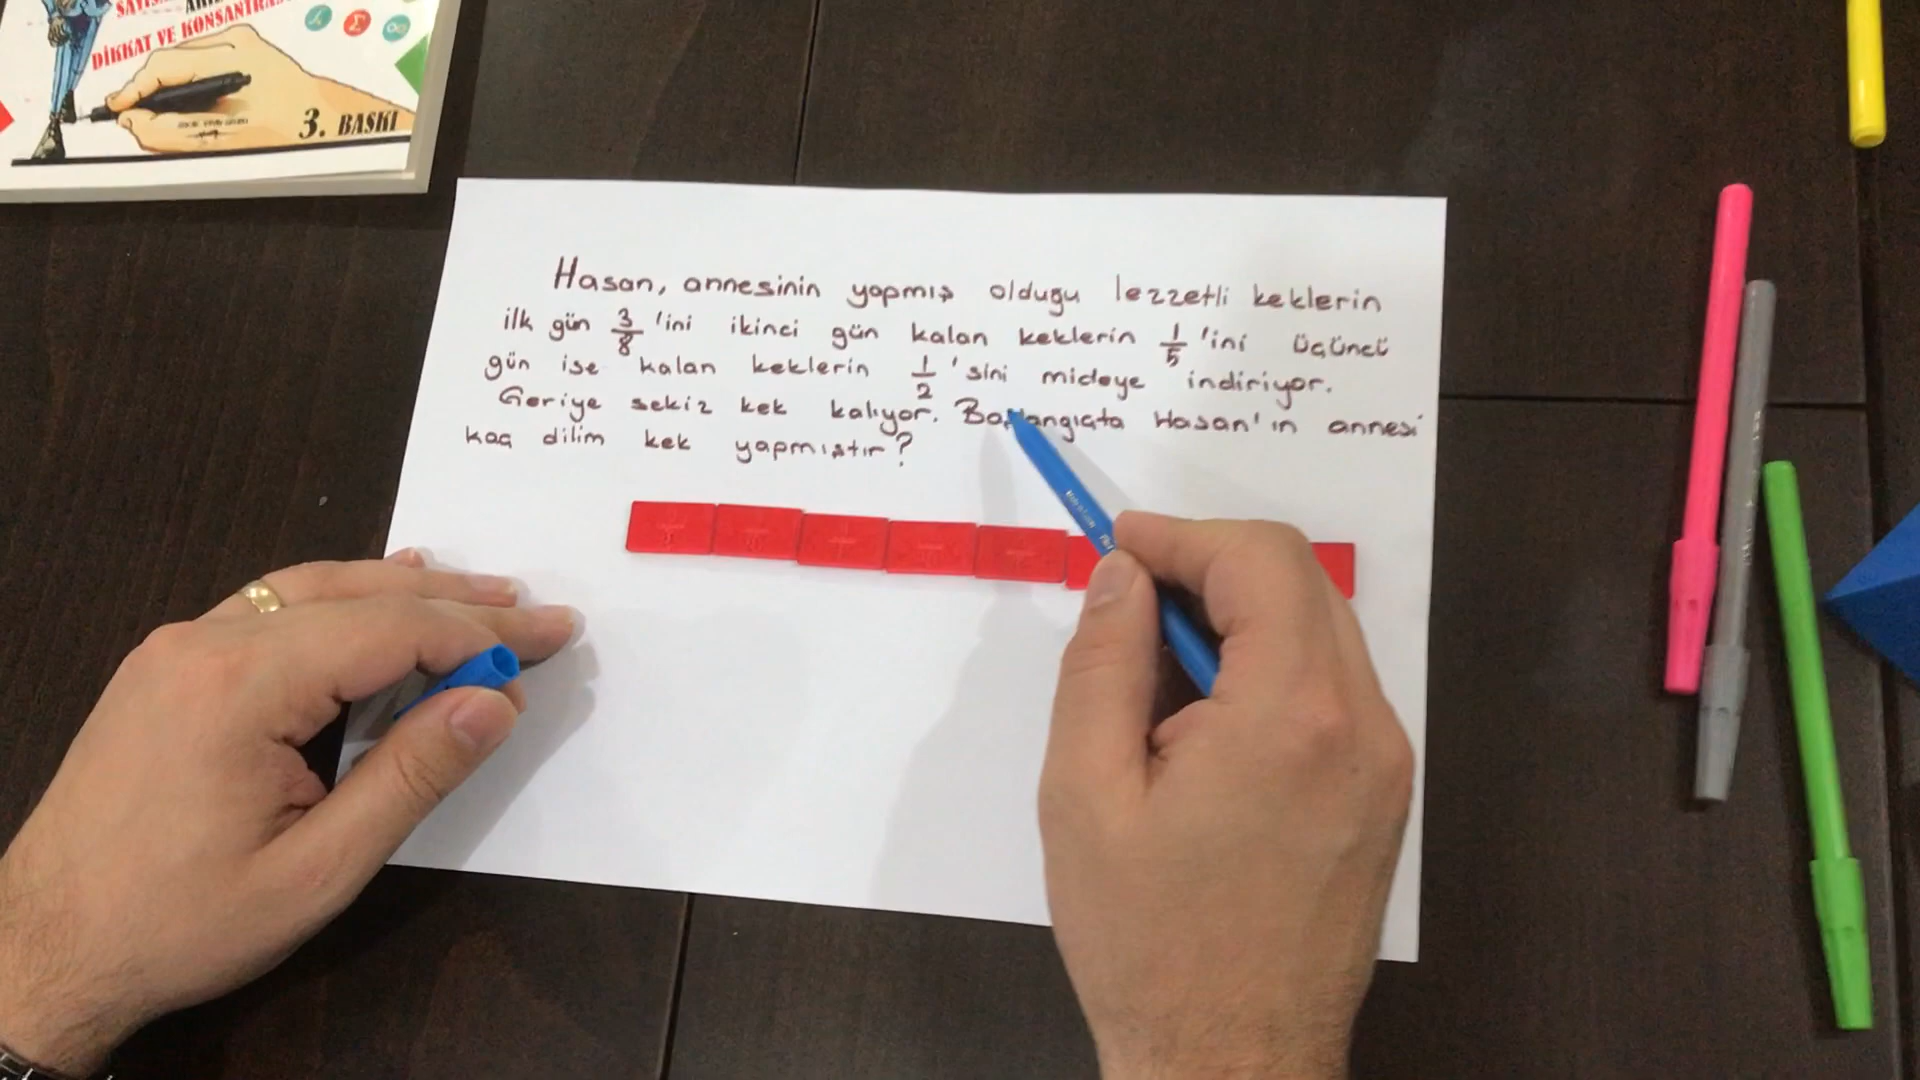 DİKKAT VE
3. BASKI
Hasan, annesinin yapmış olduğu lezzetli keklerin
ilk gün 3/8 'ini ikinci gün kalan keklerin 1/5 'ini üçüncü
gün ise kalan keklerin 1/2 'sini mideye indiriyor.
Geriye sekiz kek kalıyor. Başlangıçta Hasan'ın annesi
kaç dilim kek yapmıştır?